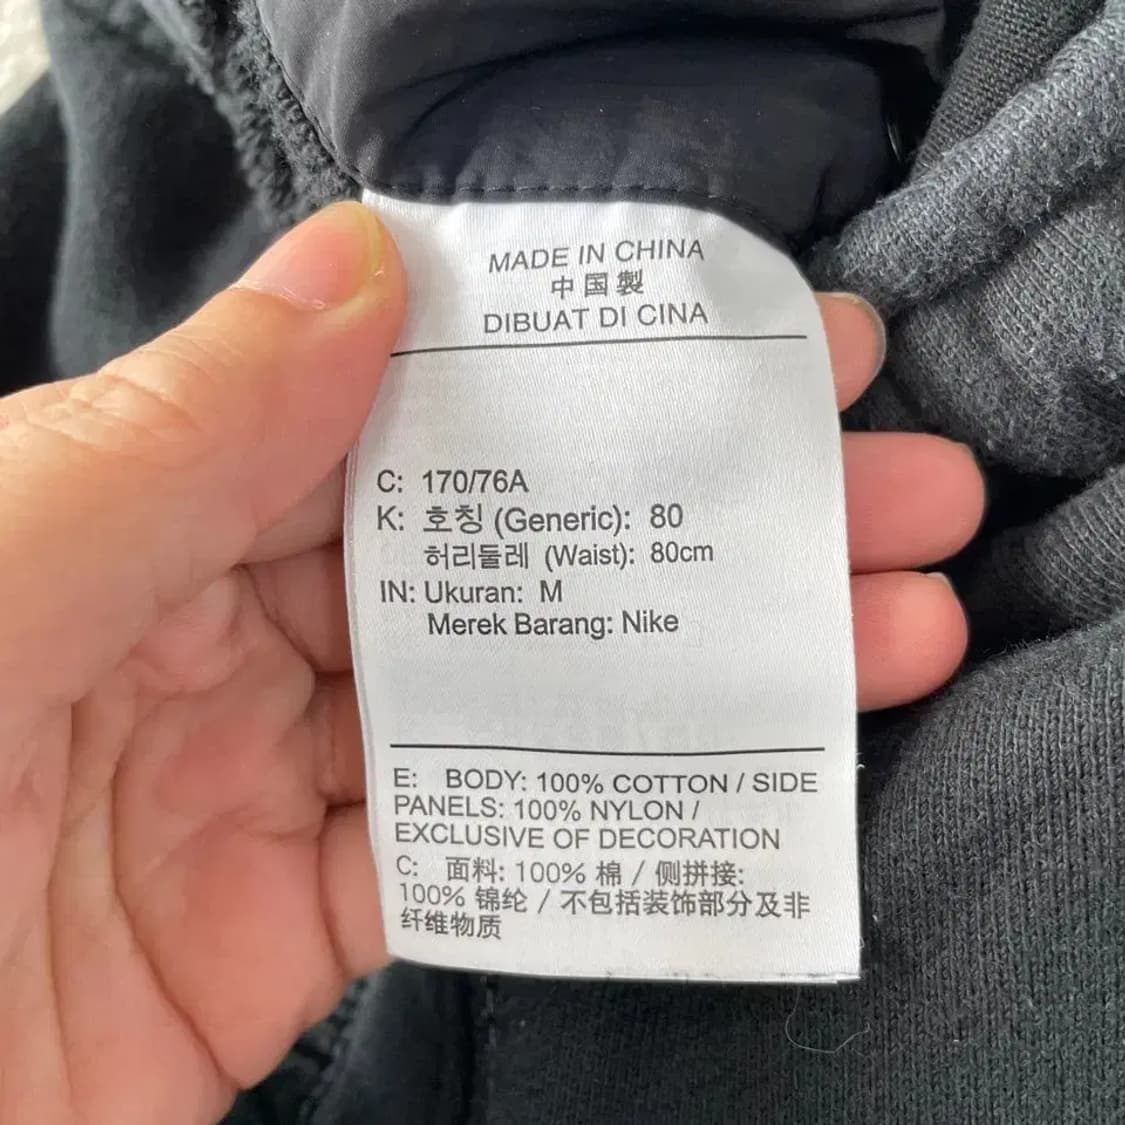 MADE IN CHINA
中国製
DIBUAT DI CINA
C: 170/76A
K: 호칭 (Generic): 80
허리둘레 (Waist): 80cm
IN: Ukuran: M
Merek Barang: Nike
E: BODY: 100% COTTON / SIDE
PANELS: 100% NYLON /
EXCLUSIVE OF DECORATION
C: 面料: 100% 棉 / 侧拼接:
100% 锦纶 / 不包括装饰部分及非
纤维物质